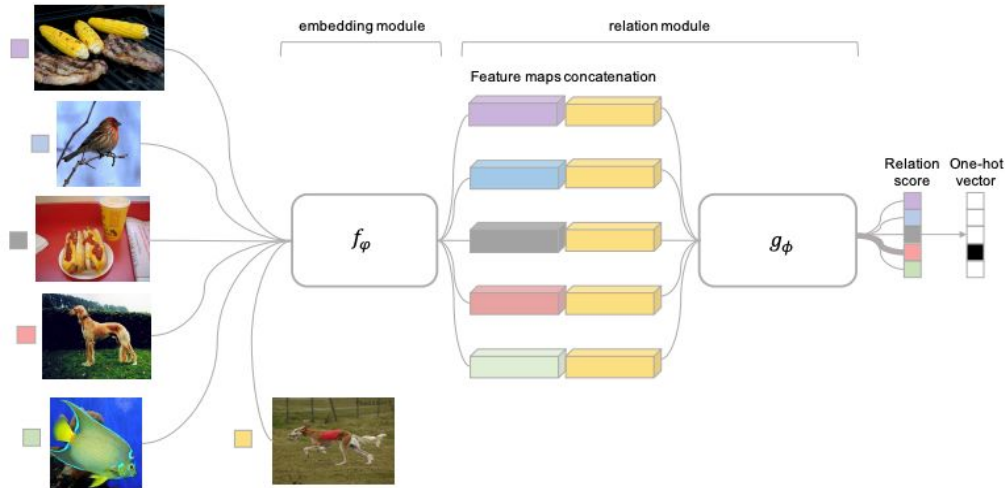 embedding module
relation module
Feature maps concatenation
Relation
score
One-hot
vector
fφ
gϕ